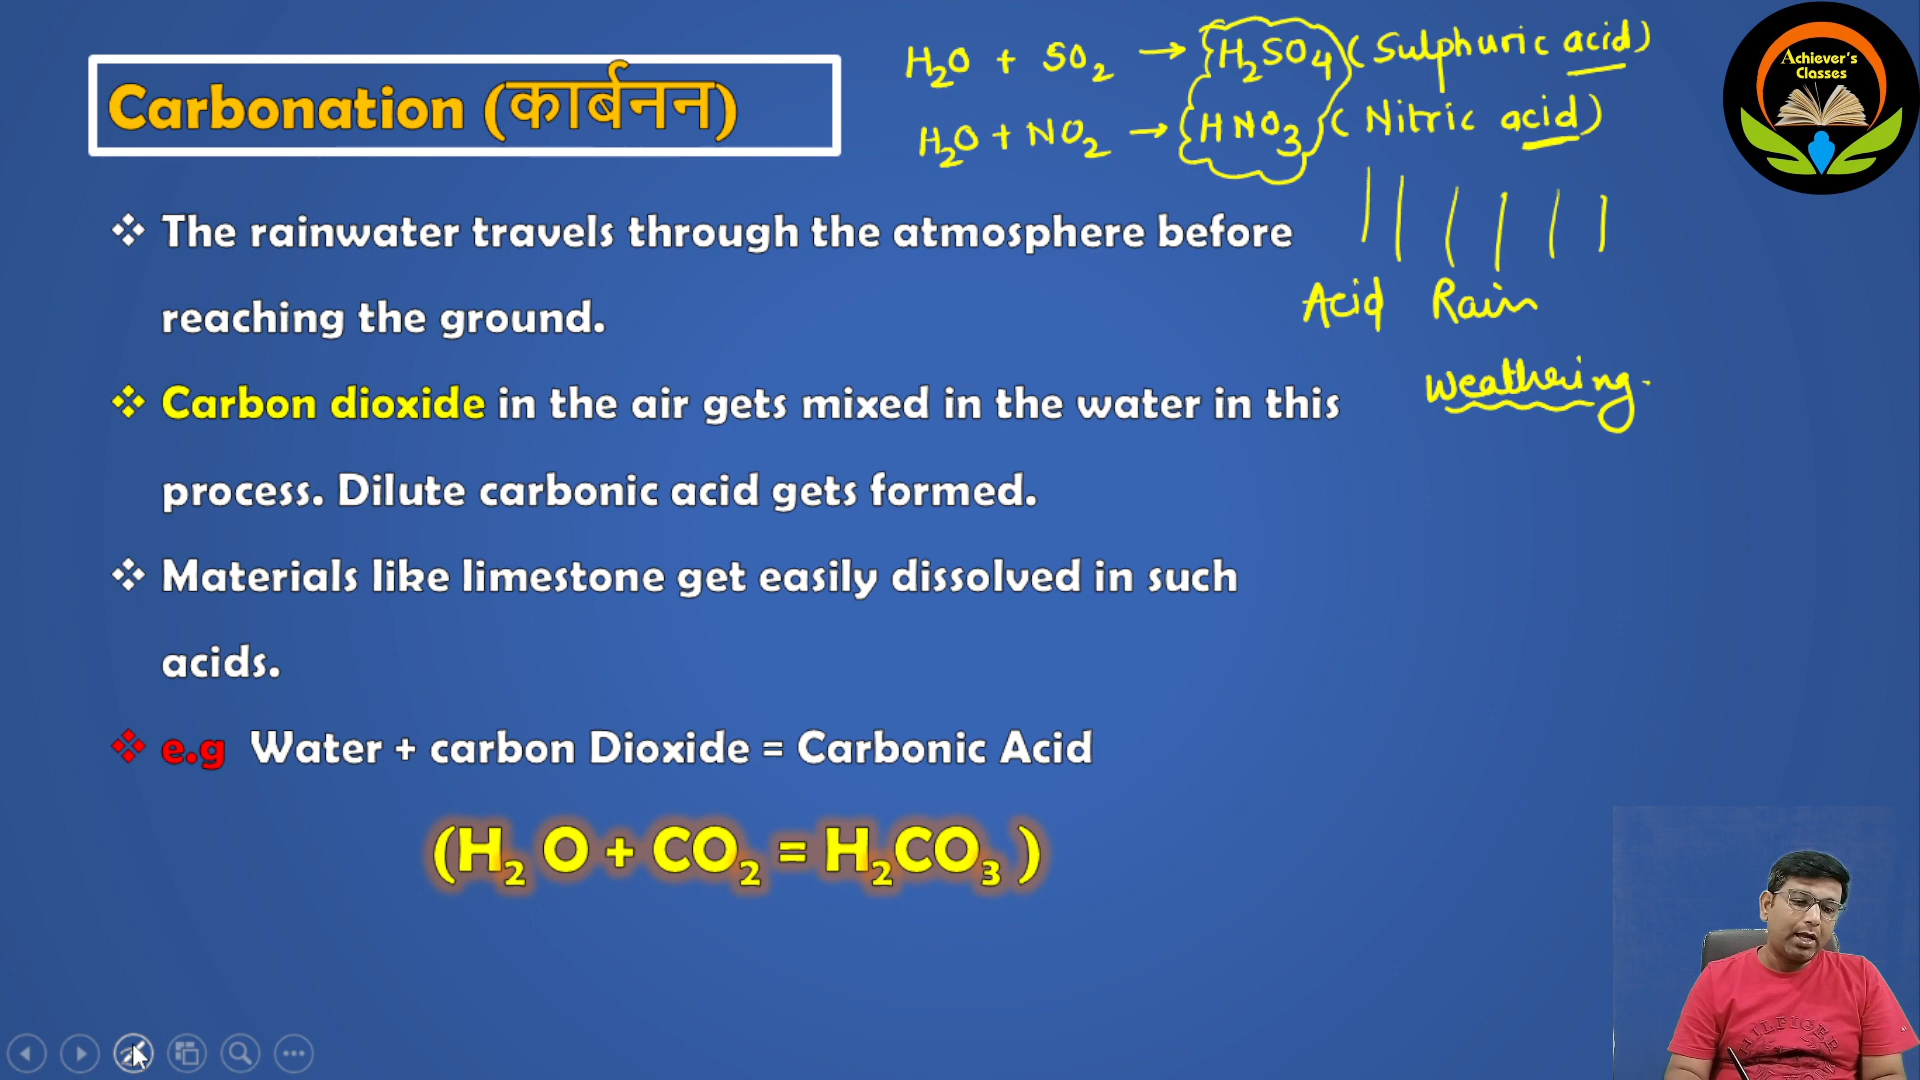 Carbonation (कार्बनन)
H₂O + SO₂ → H₂SO₄ (Sulphuric acid)
H₂O + NO₂ → HNO₃ (Nitric acid)
Achiever's
Classes
The rainwater travels through the atmosphere before
reaching the ground.
Acid Rain
Weathering.
Carbon dioxide in the air gets mixed in the water in this
process. Dilute carbonic acid gets formed.
Materials like limestone get easily dissolved in such
acids.
e.g Water + carbon Dioxide = Carbonic Acid
(H₂ O + CO₂ = H₂CO₃ )